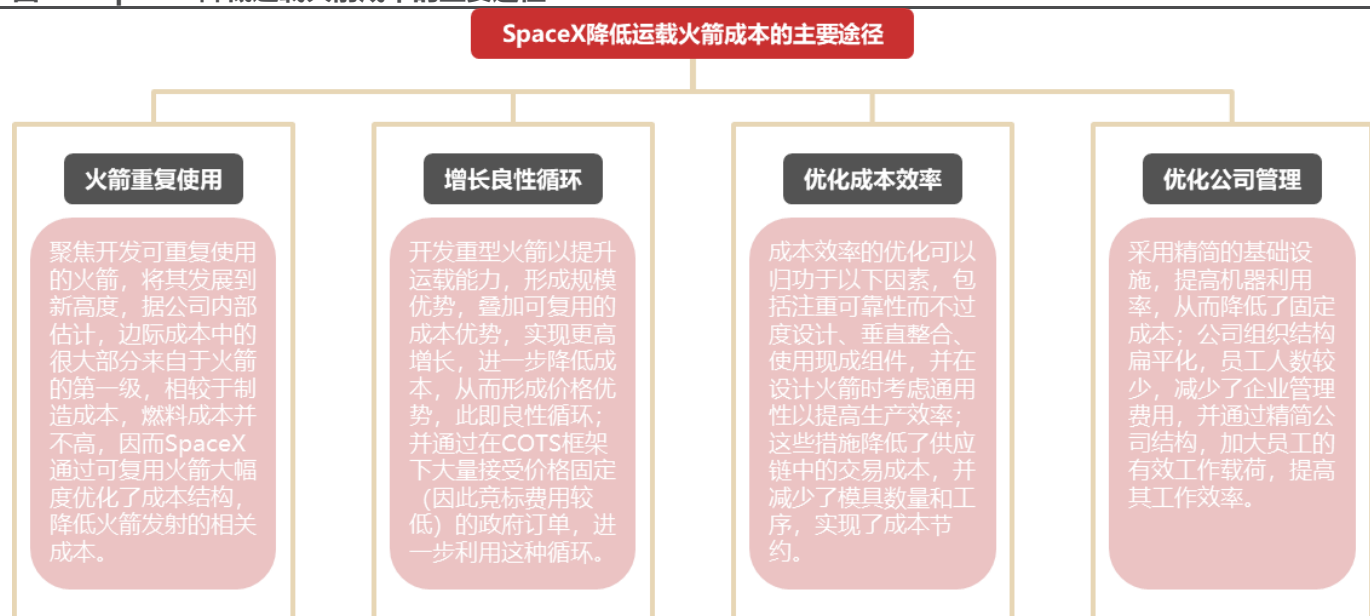 SpaceX降低运载火箭成本的主要途径
火箭重复使用
聚焦开发可重复使用
的火箭，将其发展到
新高度，据公司内部
估计，边际成本中的
很大部分来自于火箭
的第一级，相较于制
造成本，燃料成本并
不高，因而SpaceX
通过可复用火箭大幅
度优化了成本结构，
降低火箭发射的相关
成本。
增长良性循环
开发重型火箭以提升
运载能力，形成规模
优势，叠加可复用的
成本优势，实现更高
增长，进一步降低成
本，从而形成价格优
势，此即良性循环；
并通过在COTS框架
下大量接受价格固定
（因此竞标费用较
低）的政府订单，进
一步利用这种循环。
优化成本效率
成本效率的优化可以
归功于以下因素，包
括注重可靠性而不过
度设计、垂直整合、
使用现成组件，并在
设计火箭时考虑通用
性以提高生产效率；
这些措施降低了供应
链中的交易成本，并
减少了模具数量和工
序，实现了成本节
约。
优化公司管理
采用精简的基础设
施，提高机器利用
率，从而降低了固定
成本；公司组织结构
扁平化，员工人数较
少，减少了企业管理
费用，并通过精简公
司结构，加大员工的
有效工作载荷，提高
其工作效率。